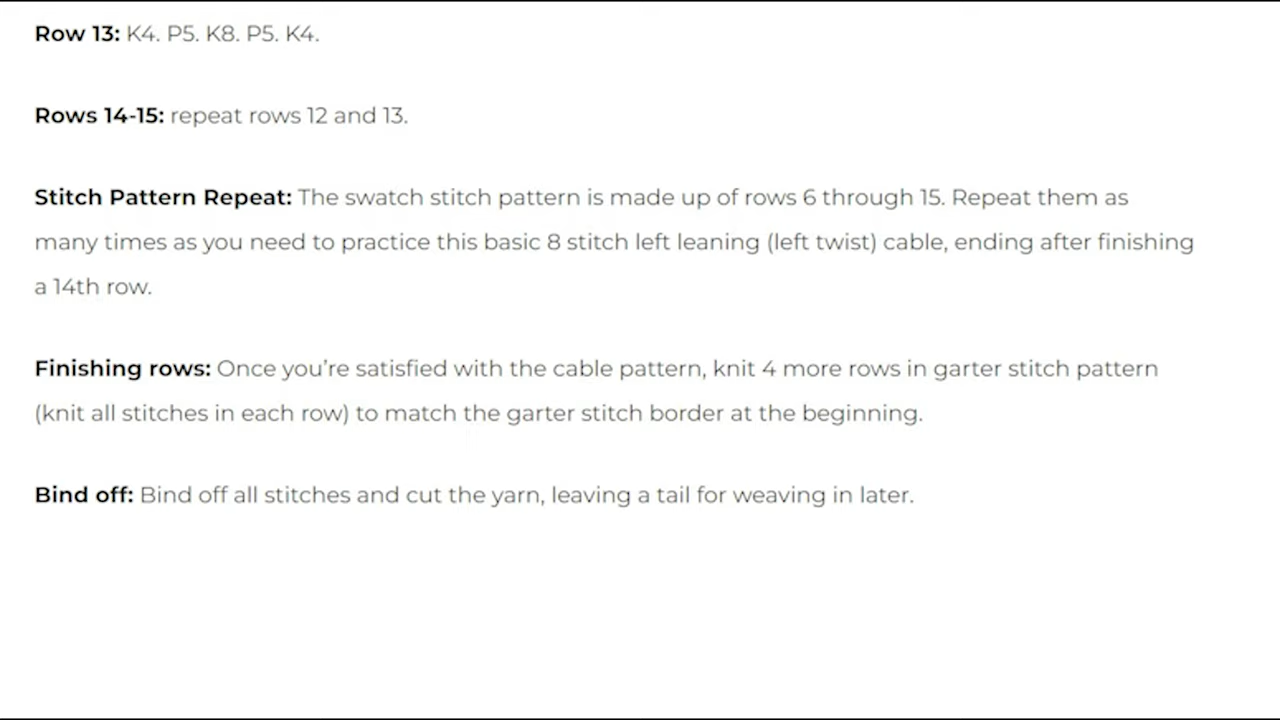 Row 13: K4. P5. K8. P5. K4.
Rows 14-15: repeat rows 12 and 13.
Stitch Pattern Repeat: The swatch stitch pattern is made up of rows 6 through 15. Repeat them as
many times as you need to practice this basic 8 stitch left leaning (left twist) cable, ending after finishing
a 14th row.
Finishing rows: Once you’re satisfied with the cable pattern, knit 4 more rows in garter stitch pattern
(knit all stitches in each row) to match the garter stitch border at the beginning.
Bind off: Bind off all stitches and cut the yarn, leaving a tail for weaving in later.